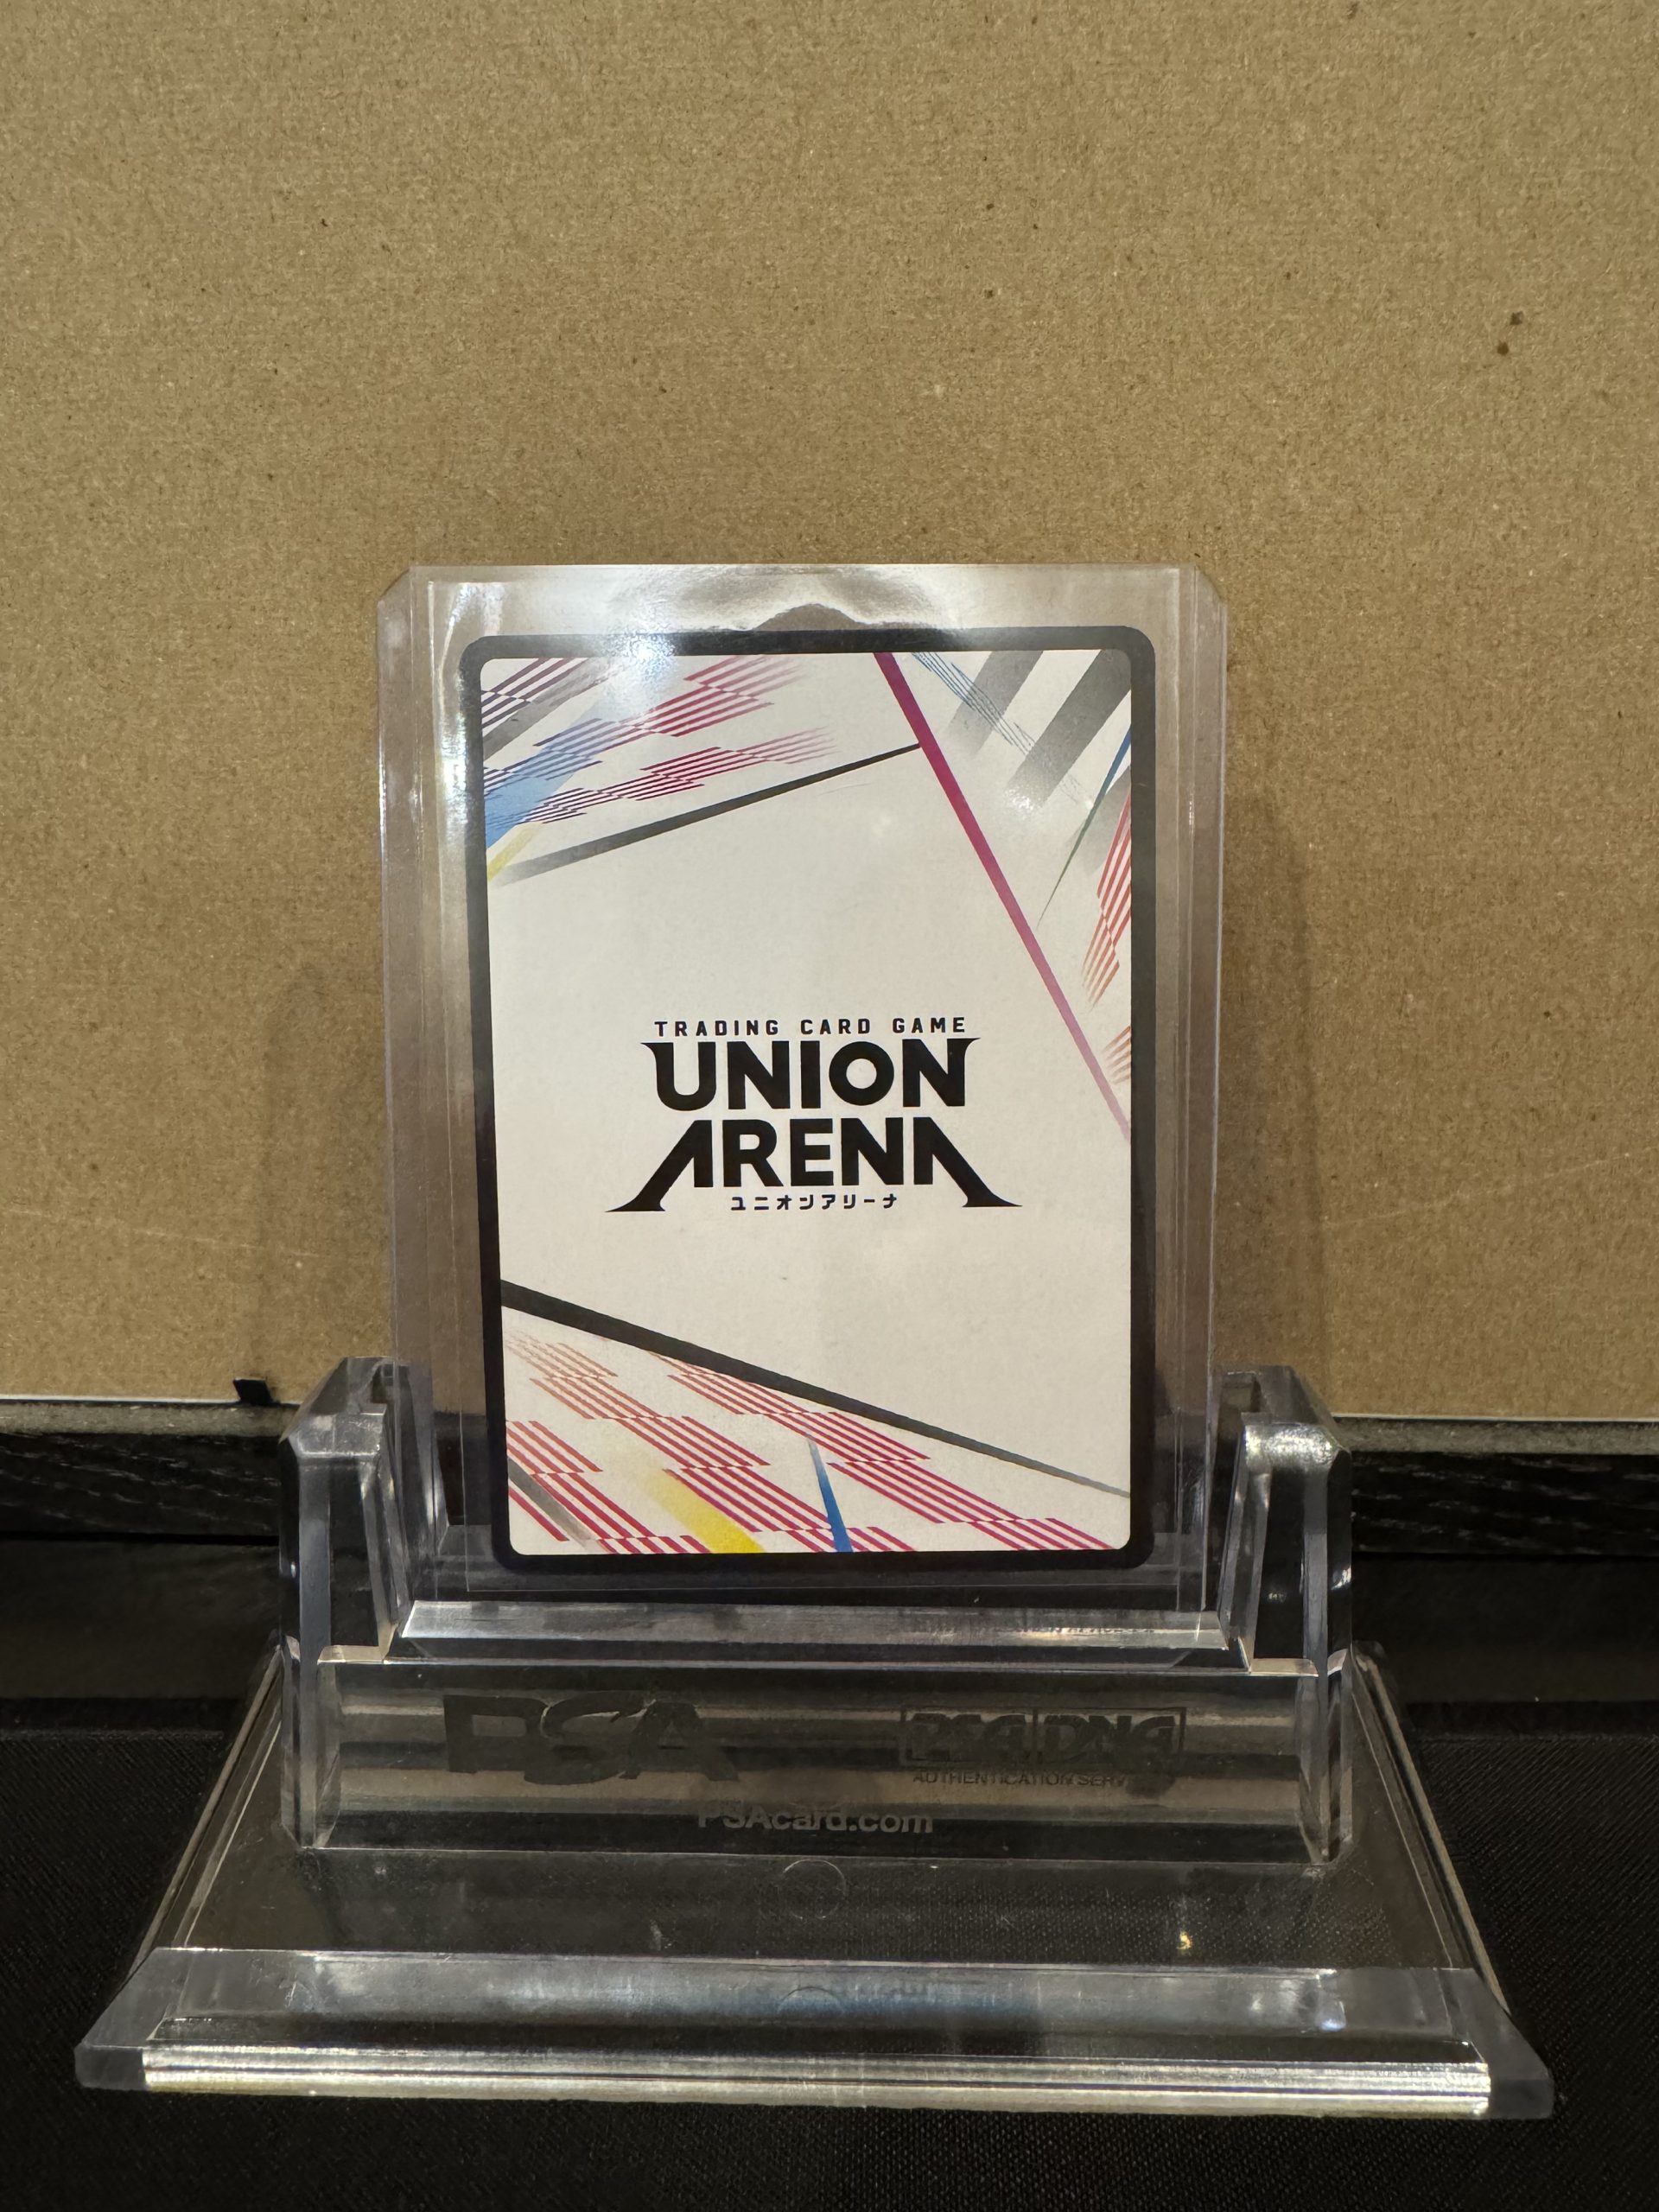 TRADING CARD GAME
UNION
ARENA
ユニオンアリーナ
PSA
PSA/DNA
AUTHENTICATION SERV
PSAcard.com